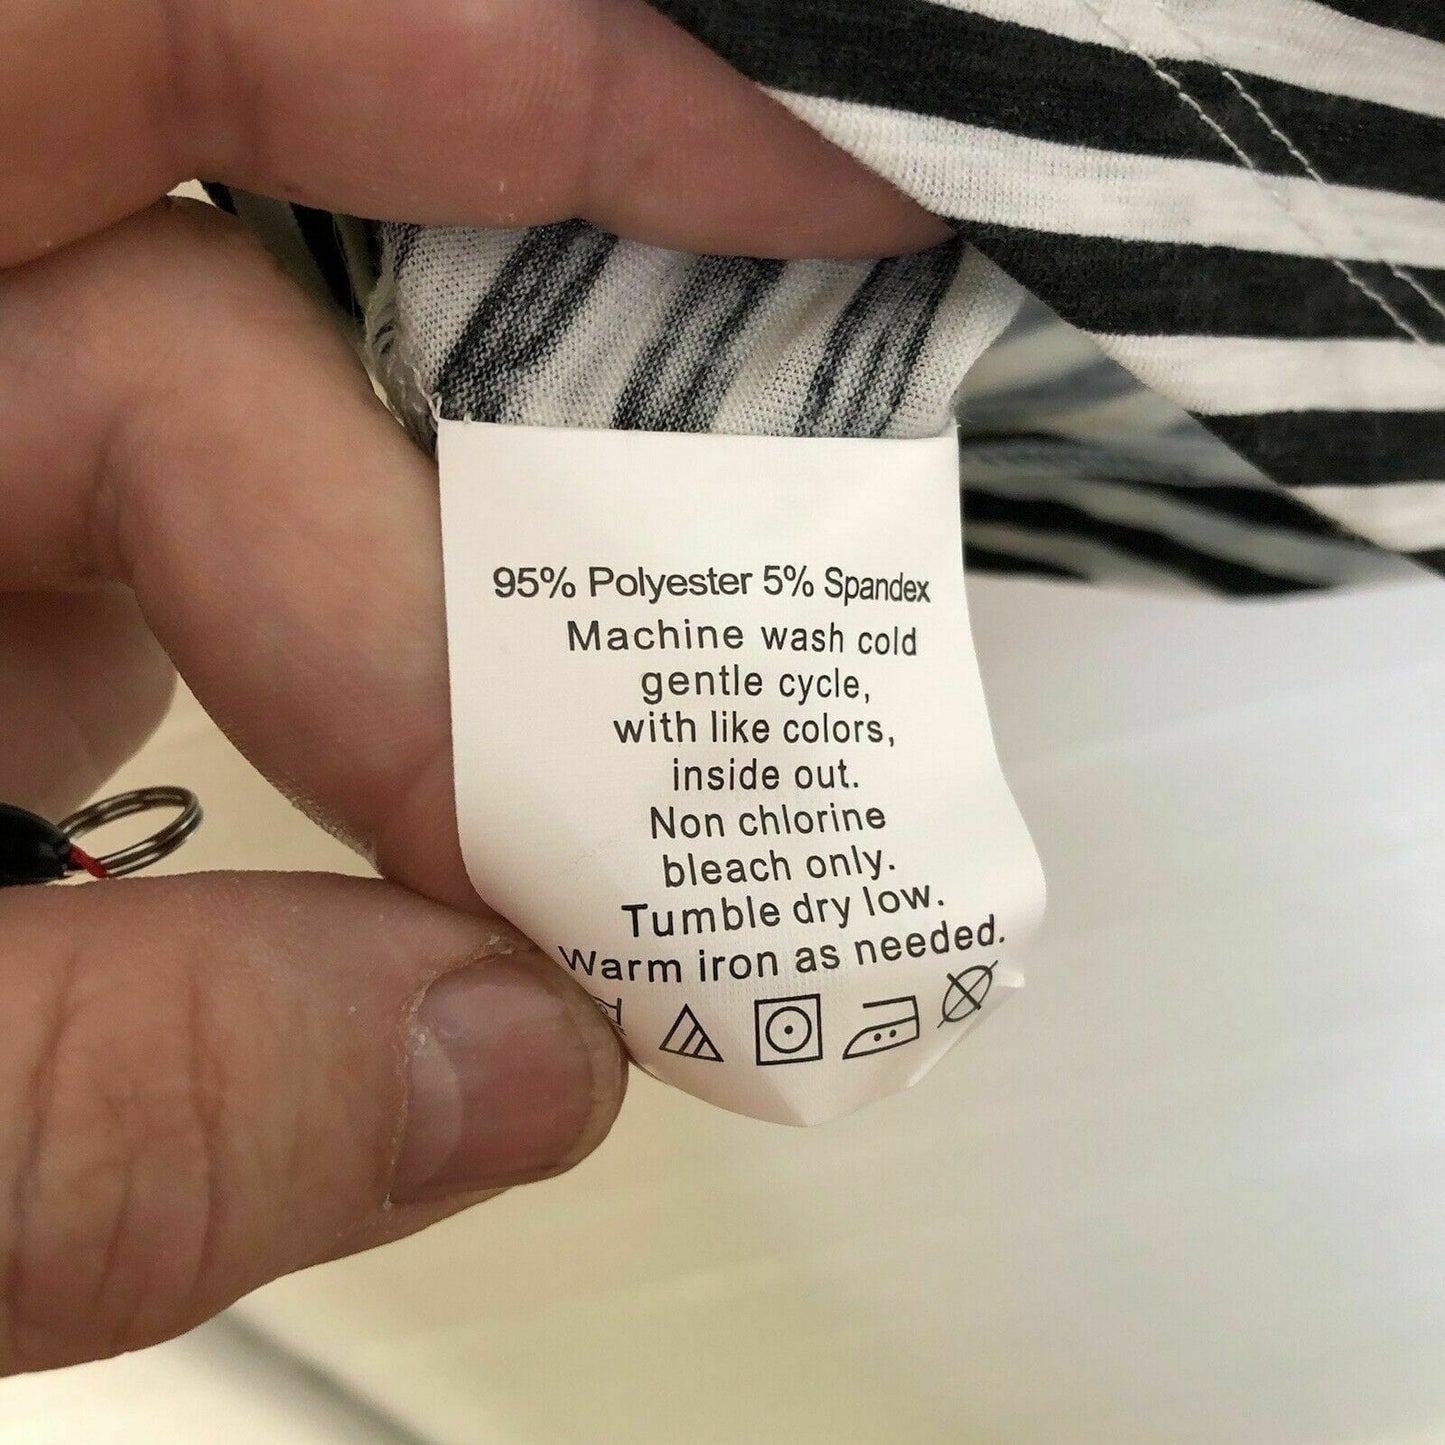 95% Polyester 5% Spandex
Machine wash cold
gentle cycle,
with like colors,
inside out.
Non chlorine
bleach only.
Tumble dry low.
Warm iron as needed.